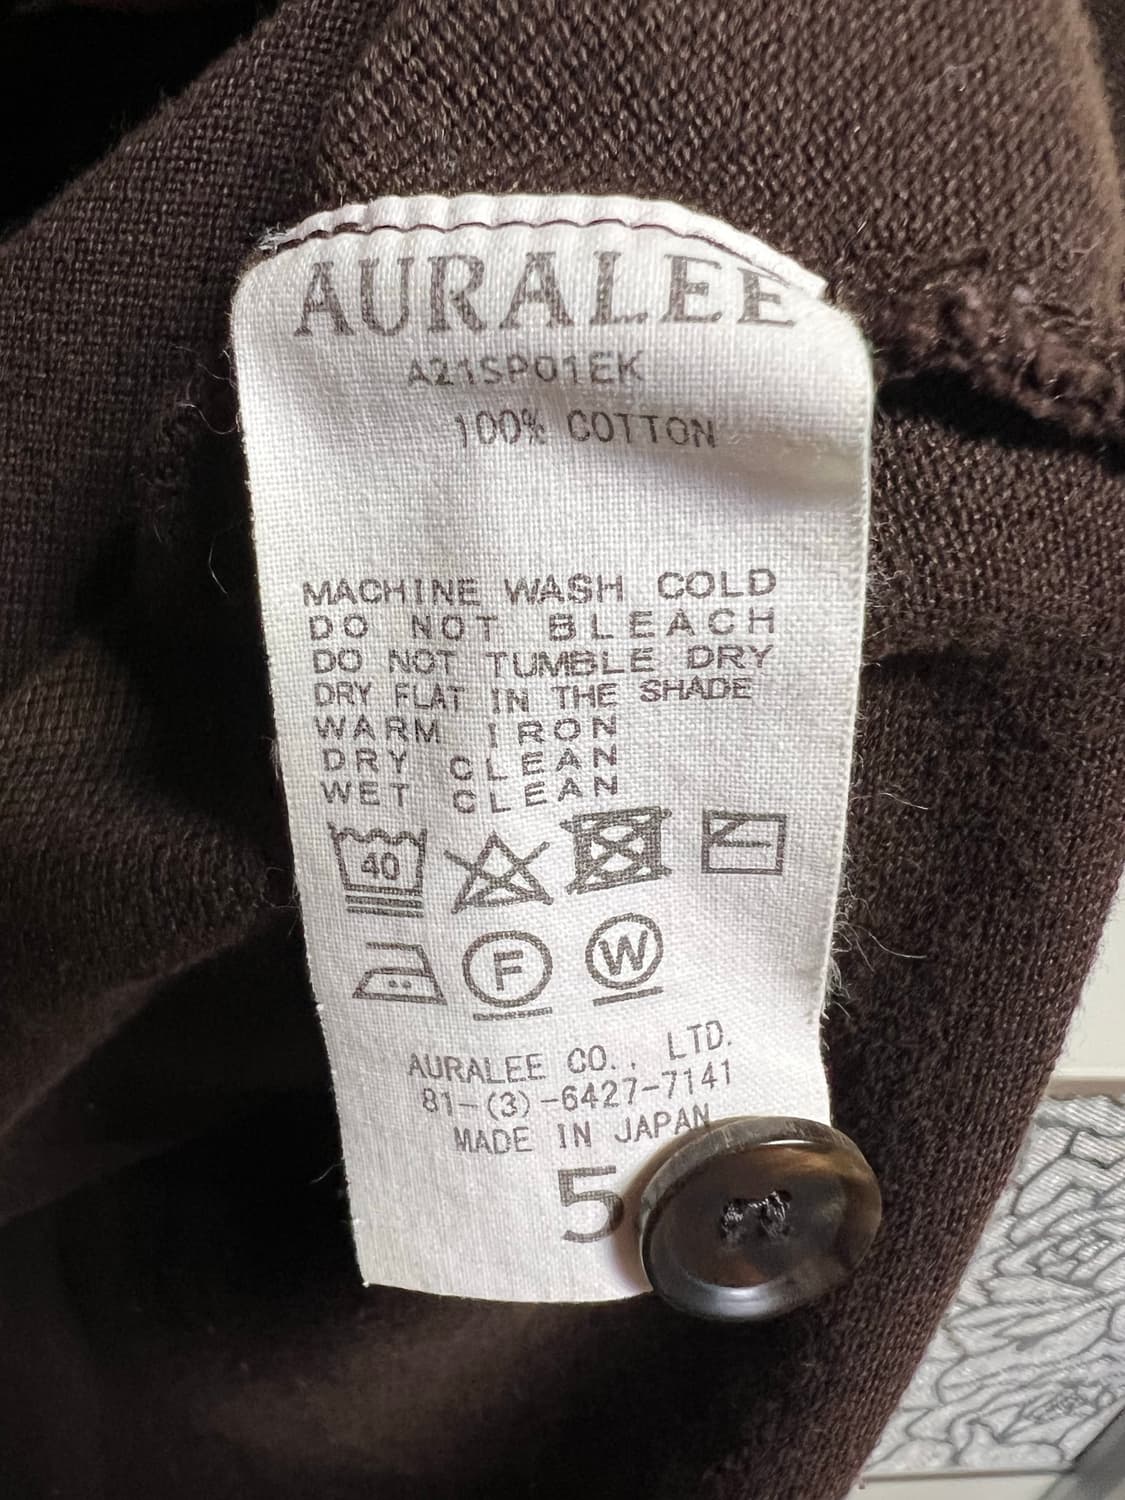 AURALEE
A21SP01EK
100% COTTON
MACHINE WASH COLD
DO NOT BLEACH
DO NOT TUMBLE DRY
DRY FLAT IN THE SHADE
WARM IRON
DRY CLEAN
WET CLEAN
40
F W
AURALEE CO., LTD.
81-(3)-6427-7141
MADE IN JAPAN
5